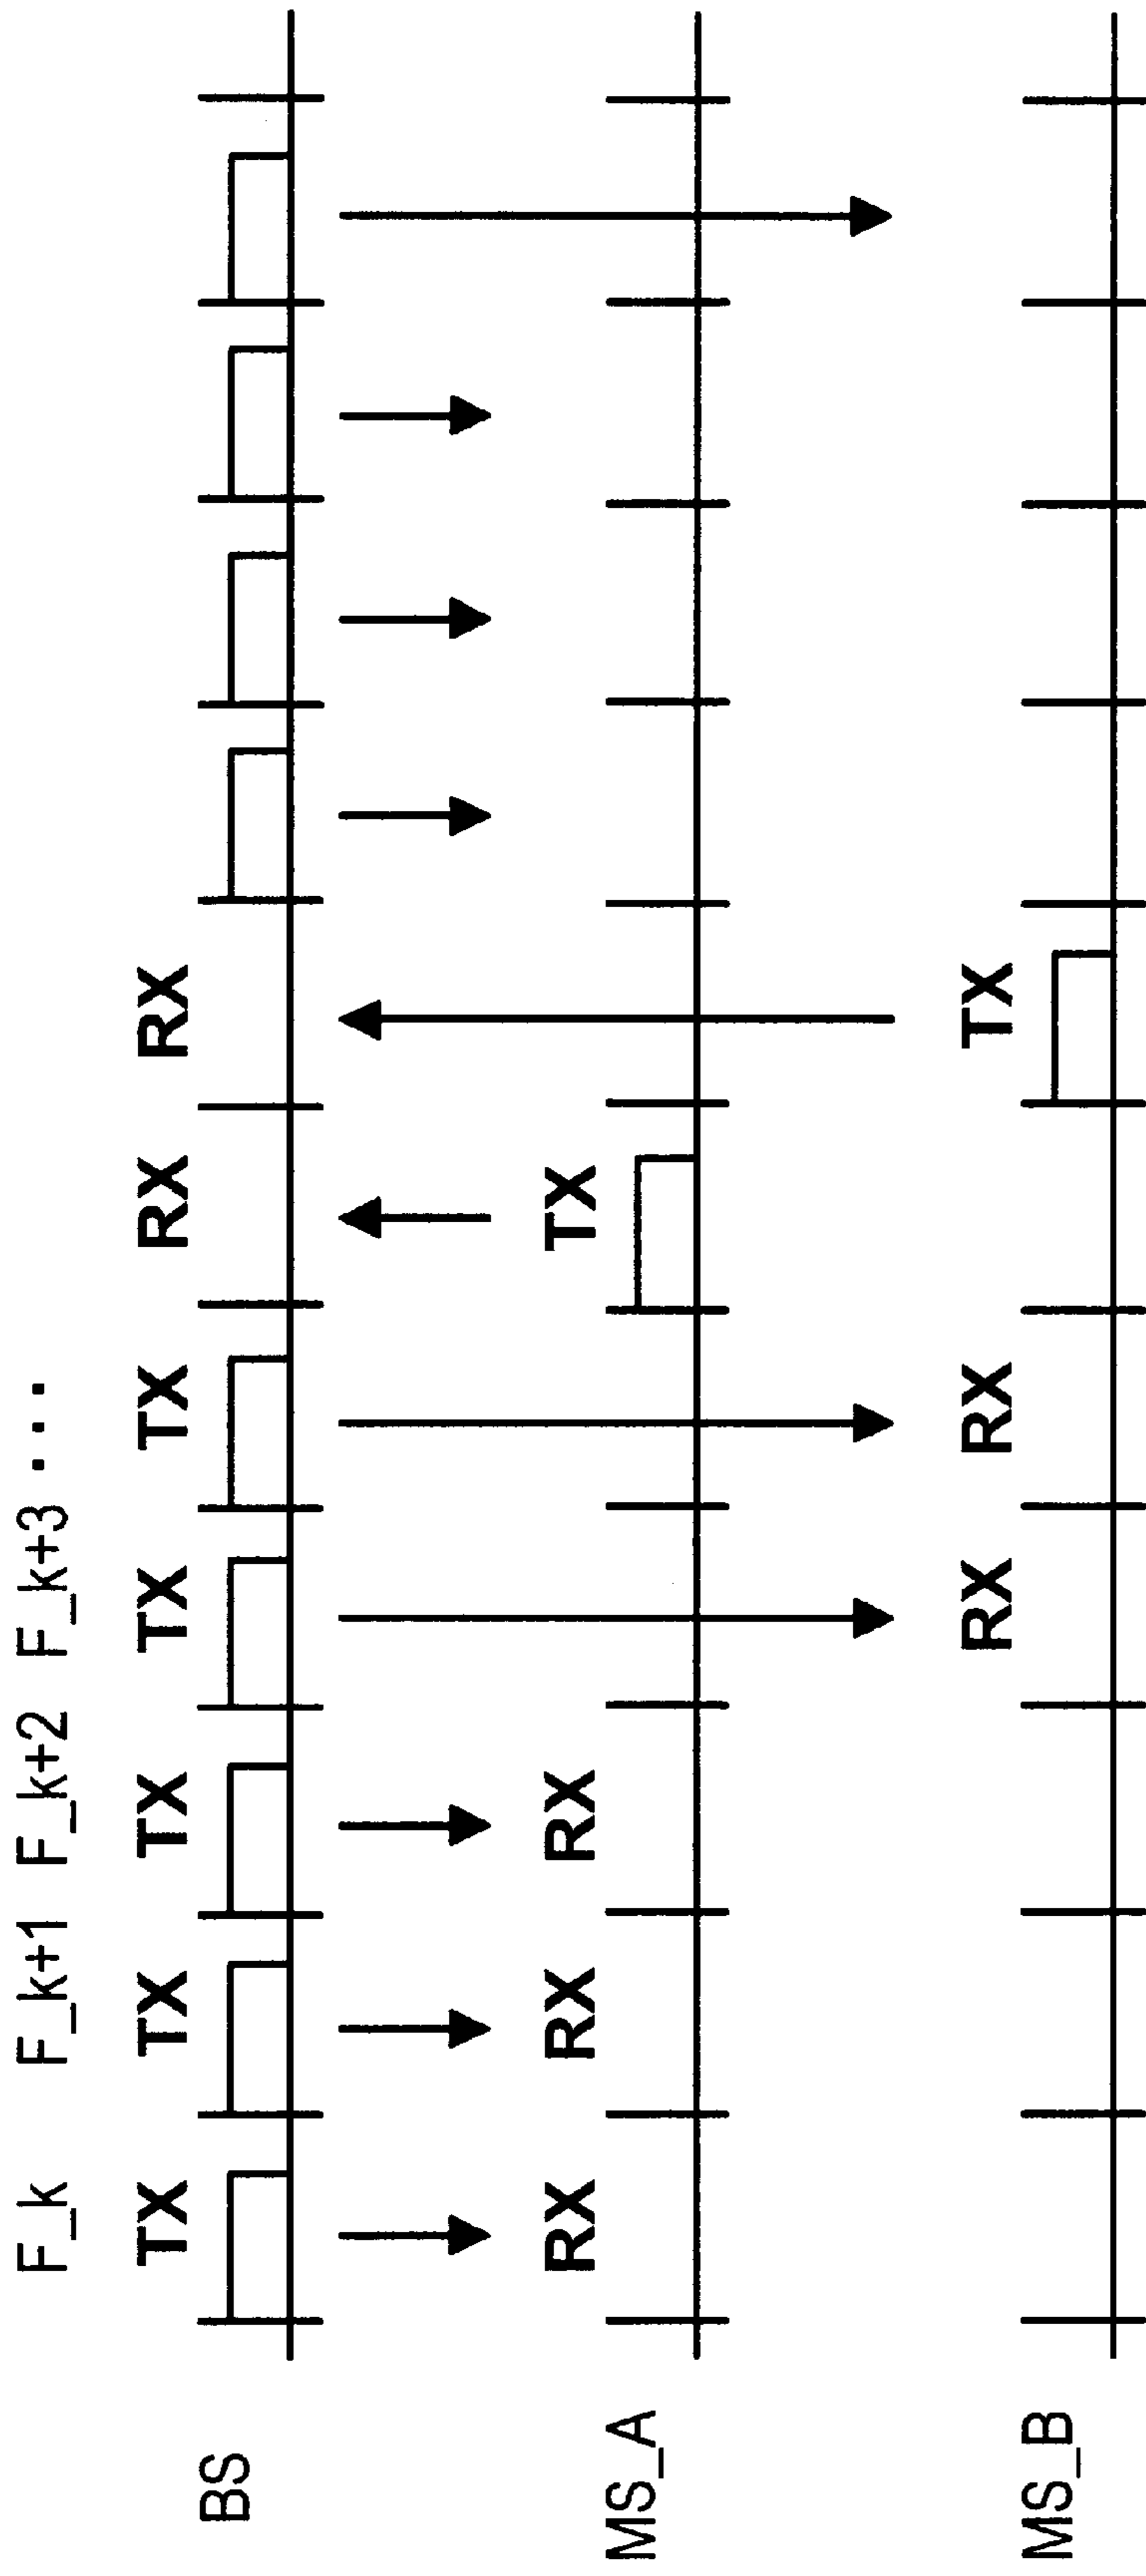 F_k F_k+1 F_k+2 F_k+3 ...
TX TX TX TX TX RX RX
BS
RX RX RX TX
MS_A
RX RX TX
MS_B